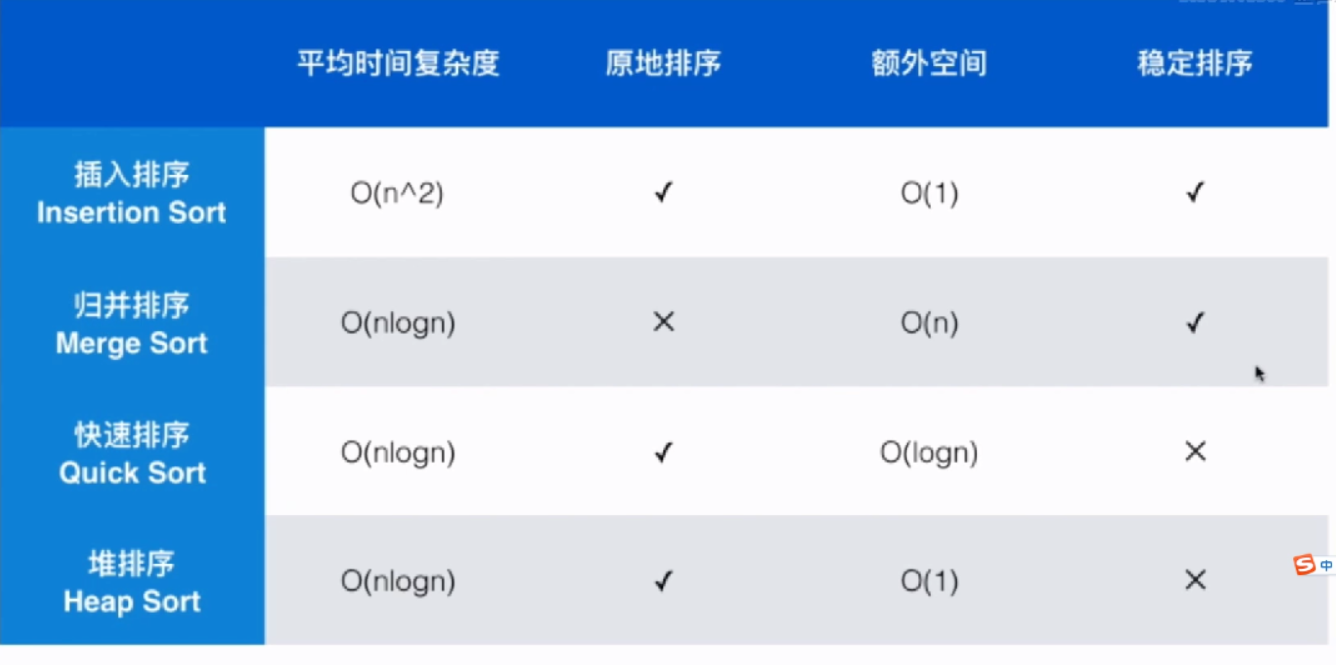 平均时间复杂度 原地排序 额外空间 稳定排序
插入排序
Insertion Sort
O(n^2) ✓ O(1) ✓
归并排序
Merge Sort
O(nlogn) ✕ O(n) ✓
快速排序
Quick Sort
O(nlogn) ✓ O(logn) ✕
堆排序
Heap Sort
O(nlogn) ✓ O(1) ✕
中